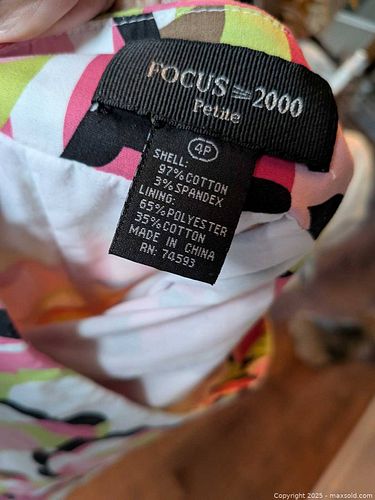 FOCUS=2000
Petite
4P
SHELL:
97%COTTON
3%SPANDEX
LINING:
65%POLYESTER
35%COTTON
MADE IN CHINA
RN: 74593
Copyright 2025 - maxsold.com